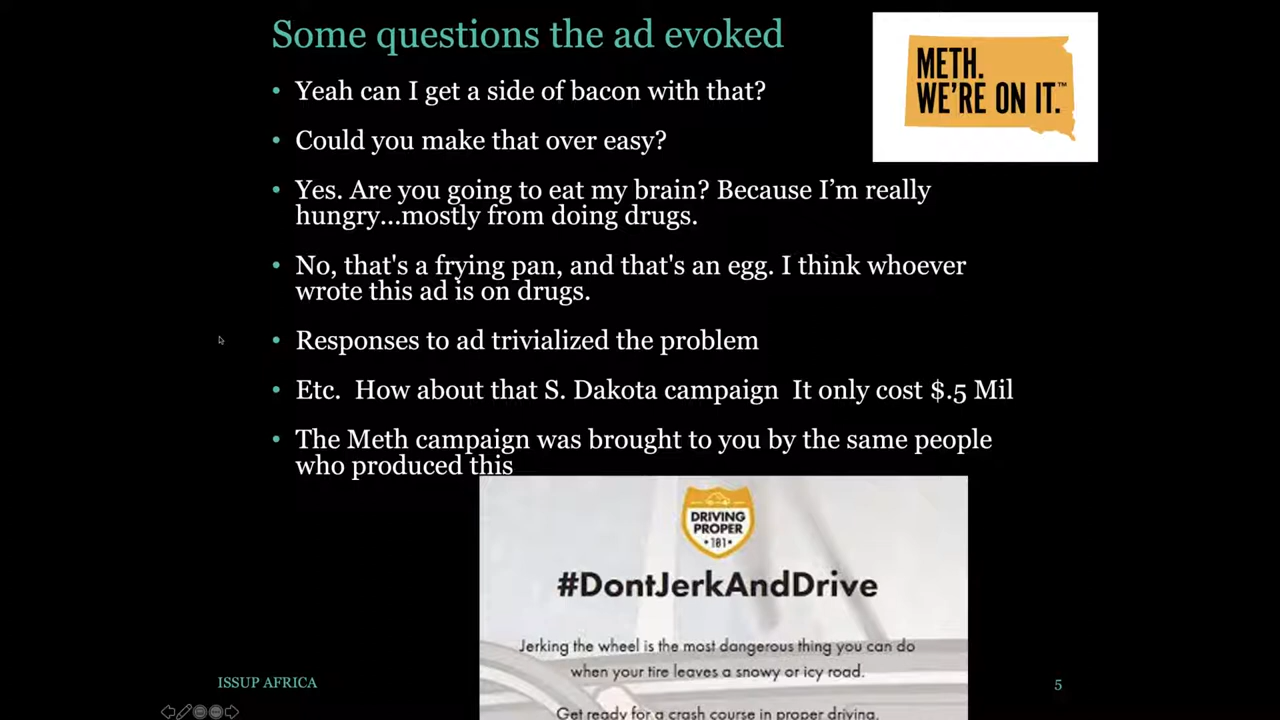 Some questions the ad evoked
METH.
WE'RE ON IT.™
• Yeah can I get a side of bacon with that?
• Could you make that over easy?
• Yes. Are you going to eat my brain? Because I’m really
hungry...mostly from doing drugs.
• No, that's a frying pan, and that's an egg. I think whoever
wrote this ad is on drugs.
• Responses to ad trivialized the problem
• Etc. How about that S. Dakota campaign It only cost $.5 Mil
• The Meth campaign was brought to you by the same people
who produced this
DRIVING
PROPER
•181•
#DontJerkAndDrive
Jerking the wheel is the most dangerous thing you can do
when your tire leaves a snowy or icy road.
Get ready for a crash course in proper driving.
ISSUP AFRICA
5